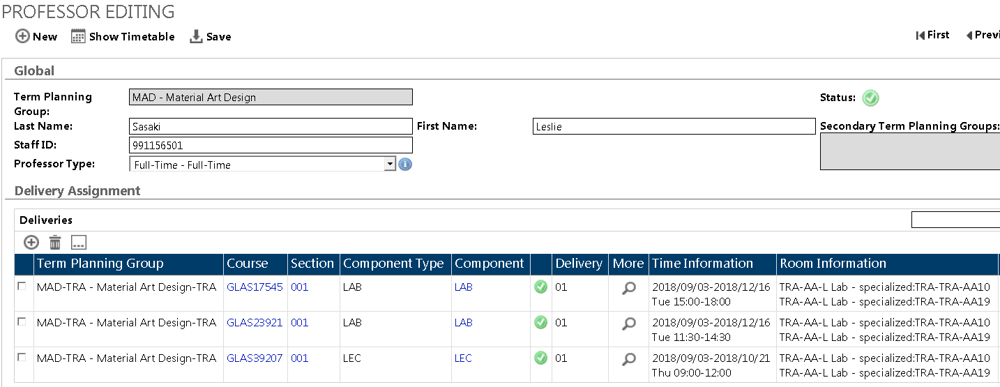 PROFESSOR EDITING
New Show Timetable Save First Previ
Global
Term Planning Group: MAD - Material Art Design Status:
Last Name: Sasaki First Name: Leslie Secondary Term Planning Groups:
Staff ID: 991156501
Professor Type: Full-Time - Full-Time
Delivery Assignment
Deliveries
Term Planning Group Course Section Component Type Component Delivery More Time Information Room Information
MAD-TRA - Material Art Design-TRA GLAS17545 001 LAB LAB 01 2018/09/03-2018/12/16 TRA-AA-L Lab - specialized:TRA-TRA-AA10
Tue 15:00-18:00 TRA-AA-L Lab - specialized:TRA-TRA-AA19
MAD-TRA - Material Art Design-TRA GLAS23921 001 LAB LAB 01 2018/09/03-2018/12/16 TRA-AA-L Lab - specialized:TRA-TRA-AA10
Tue 11:30-14:30 TRA-AA-L Lab - specialized:TRA-TRA-AA19
MAD-TRA - Material Art Design-TRA GLAS39207 001 LEC LEC 01 2018/09/03-2018/10/21 TRA-AA-L Lab - specialized:TRA-TRA-AA10
Thu 09:00-12:00 TRA-AA-L Lab - specialized:TRA-TRA-AA19